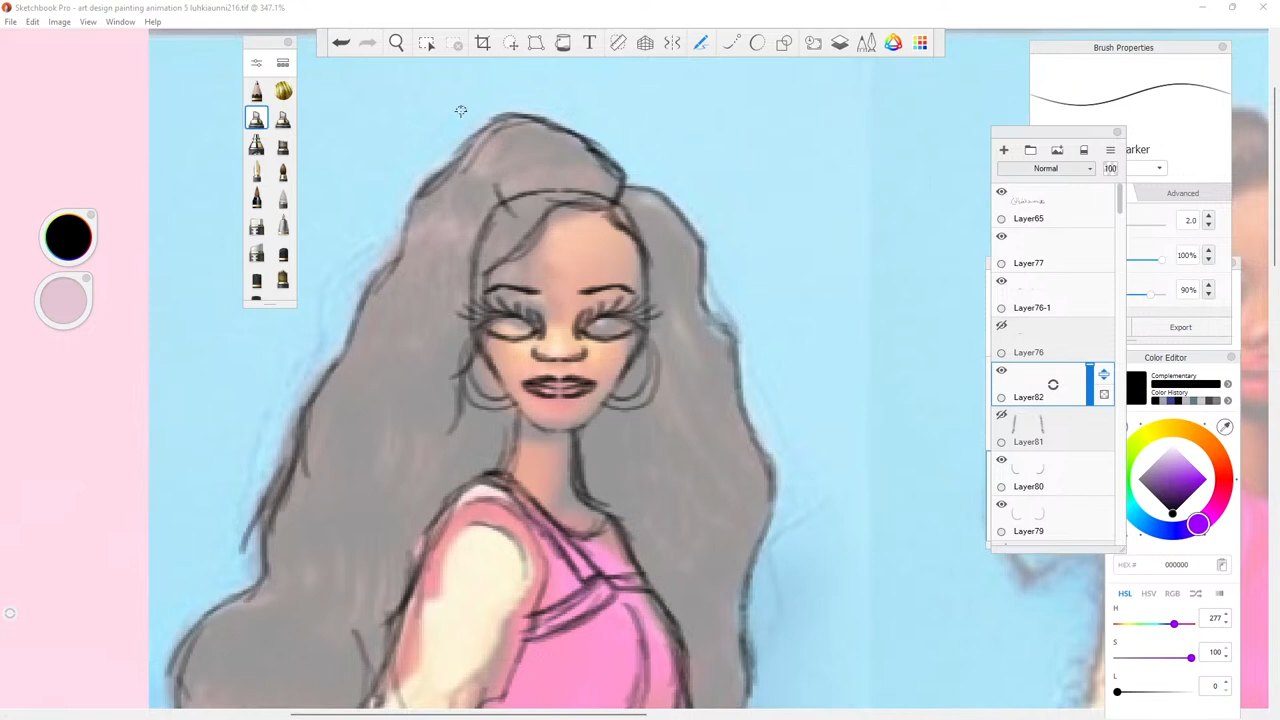 Sketchbook Pro - art design painting animation 5 luhkiaunni216.tif @ 347.1%
File Edit Image View Window Help
T
Brush Properties
arker
Advanced
2.0
100%
90%
Export
Normal 100
Layer65
Layer77
Layer76-1
Layer76
Layer82
Layer81
Layer80
Layer79
Color Editor
Complementary
Color History
HEX # 000000
HSL HSV RGB
H
277
S
100
L
0